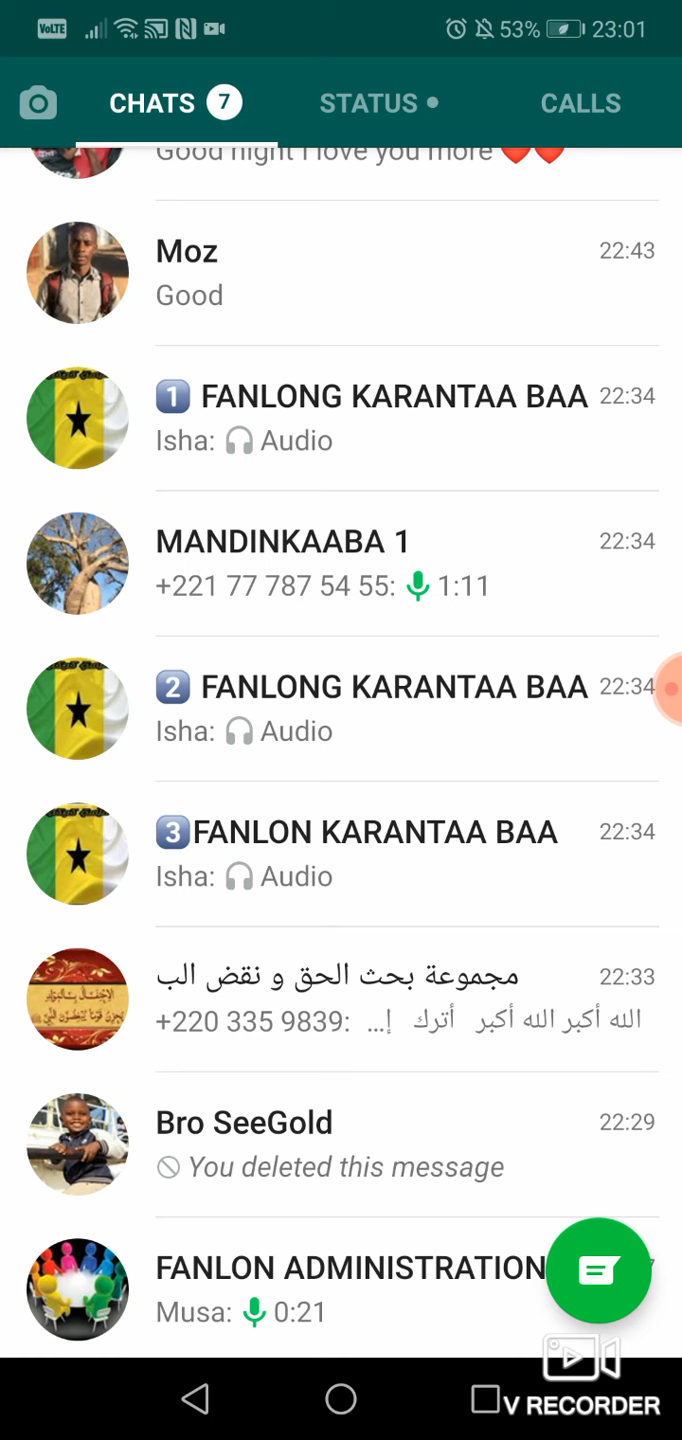 VoLTE 53% 23:01
CHATS 7 STATUS CALLS
Good night I love you more ❤️❤️
Moz 22:43
Good
1️⃣ FANLONG KARANTAA BAA 22:34
Isha: 🎧 Audio
MANDINKAABA 1 22:34
+221 77 787 54 55: 1:11
2️⃣ FANLONG KARANTAA BAA 22:34
Isha: 🎧 Audio
3️⃣FANLON KARANTAA BAA 22:34
Isha: 🎧 Audio
مجموعة بحث الحق و نقض الب 22:33
+220 335 9839: الله أكبر الله أكبر أترك إ...
Bro SeeGold 22:29
You deleted this message
FANLON ADMINISTRATION
Musa: 0:21
V RECORDER